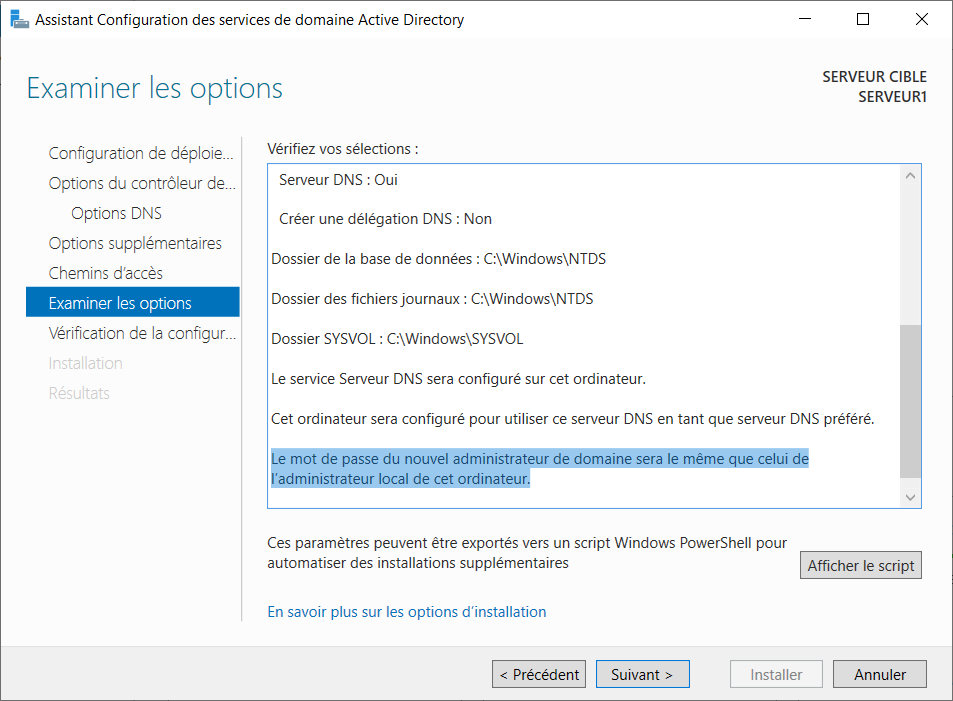 Assistant Configuration des services de domaine Active Directory
Examiner les options
SERVEUR CIBLE
SERVEUR1
Configuration de déploie...
Options du contrôleur de...
Options DNS
Options supplémentaires
Chemins d'accès
Examiner les options
Vérification de la configur...
Installation
Résultats
Vérifiez vos sélections :
Serveur DNS : Oui
Créer une délégation DNS : Non
Dossier de la base de données : C:\Windows\NTDS
Dossier des fichiers journaux : C:\Windows\NTDS
Dossier SYSVOL : C:\Windows\SYSVOL
Le service Serveur DNS sera configuré sur cet ordinateur.
Cet ordinateur sera configuré pour utiliser ce serveur DNS en tant que serveur DNS préféré.
Le mot de passe du nouvel administrateur de domaine sera le même que celui de
l'administrateur local de cet ordinateur.
Ces paramètres peuvent être exportés vers un script Windows PowerShell pour
automatiser des installations supplémentaires
Afficher le script
En savoir plus sur les options d'installation
< Précédent
Suivant >
Installer
Annuler